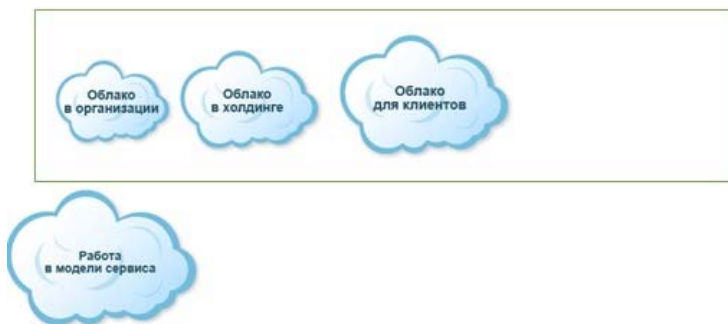 Облако
в организации
Облако
в холдинге
Облако
для клиентов
Работа
в модели сервиса